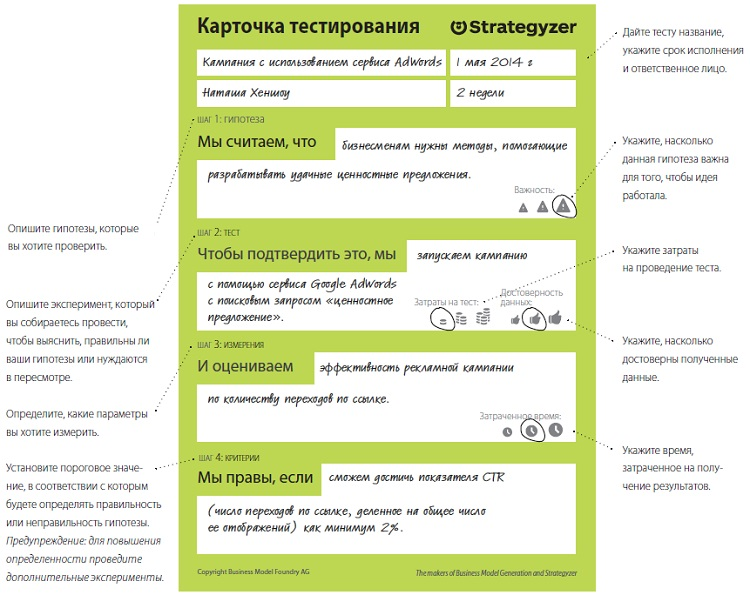 Карточка тестирования
Strategyzer
Кампания с использованием сервиса AdWords
1 мая 2014 г
Наташа Хеншоу
2 недели
Дайте тесту название,
укажите срок исполнения
и ответственное лицо.
ШАГ 1: ГИПОТЕЗА
Мы считаем, что
бизнесменам нужны методы, помогающие
разрабатывать удачные ценностные предложения.
Важность:
Укажите, насколько
данная гипотеза важна
для того, чтобы идея
работала.
Опишите гипотезы, которые
вы хотите проверить.
ШАГ 2: ТЕСТ
Чтобы подтвердить это, мы
запускаем кампанию
с помощью сервиса Google AdWords
с поисковым запросом «ценностное
предложение».
Затраты на тест:
Достоверность
данных:
Укажите затраты
на проведение теста.
Опишите эксперимент, который
вы собираетесь провести,
чтобы выяснить, правильны ли
ваши гипотезы или нуждаются
в пересмотре.
Укажите, насколько
достоверны полученные
данные.
ШАГ 3: ИЗМЕРЕНИЯ
И оцениваем
эффективность рекламной кампании
по количеству переходов по ссылке.
Затраченное время:
Определите, какие параметры
вы хотите измерить.
Укажите время,
затраченное на полу-
чение результатов.
ШАГ 4: КРИТЕРИИ
Мы правы, если
сможем достичь показателя CTR
(число переходов по ссылке, деленное на общее число
ее отображений) как минимум 2%.
Установите пороговое значе-
ние, в соответствии с которым
будете определять правильность
или неправильность гипотезы.
Предупреждение: для повышения
определенности проведите
дополнительные эксперименты.
Copyright Business Model Foundry AG
The makers of Business Model Generation and Strategyzer